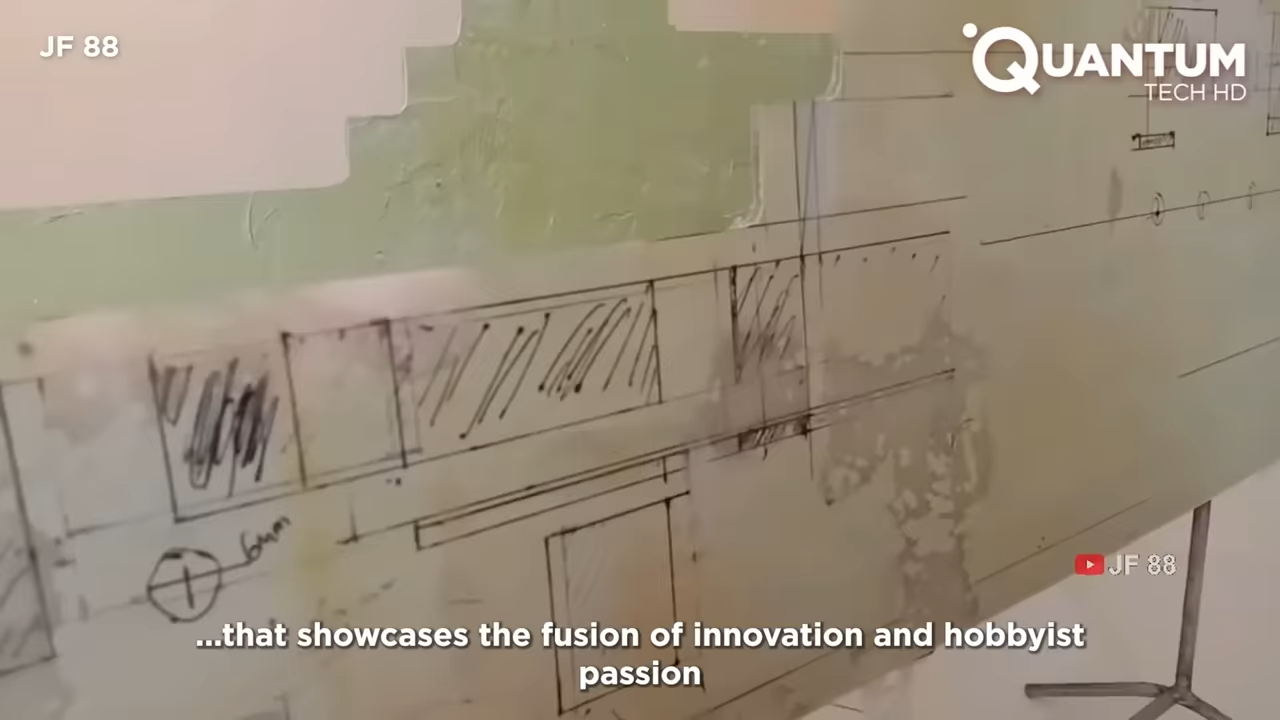 JF 88
QUANTUM
TECH HD
6mm
JF 88
...that showcases the fusion of innovation and hobbyist
passion